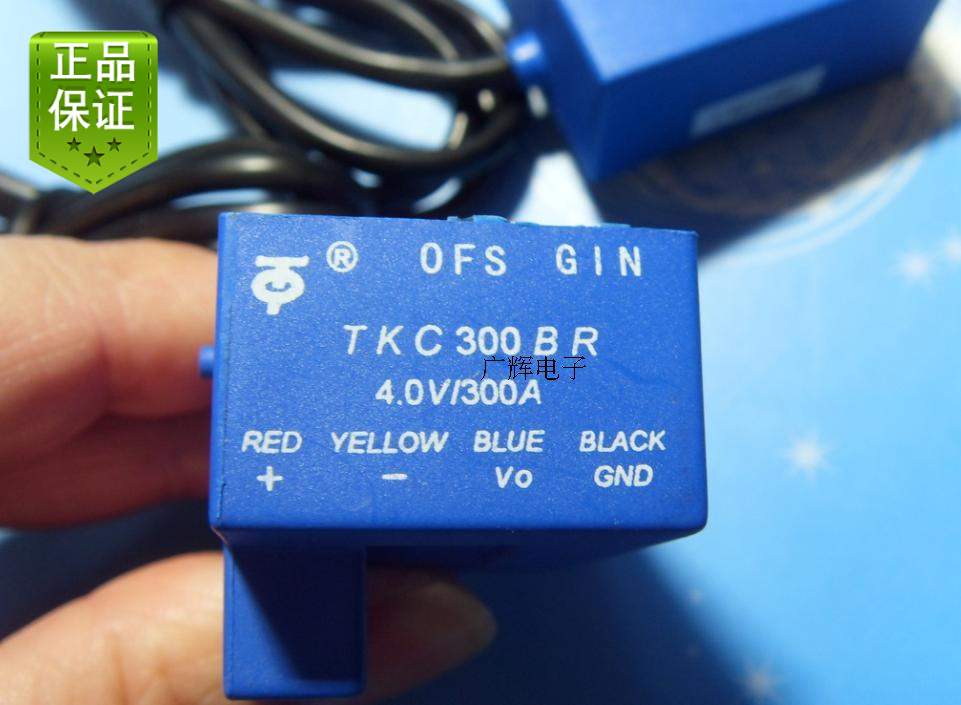 正品
保证
® OFS GIN
TKC300BR
广辉电子
4.0V/300A
RED YELLOW BLUE BLACK
+ − Vo GND